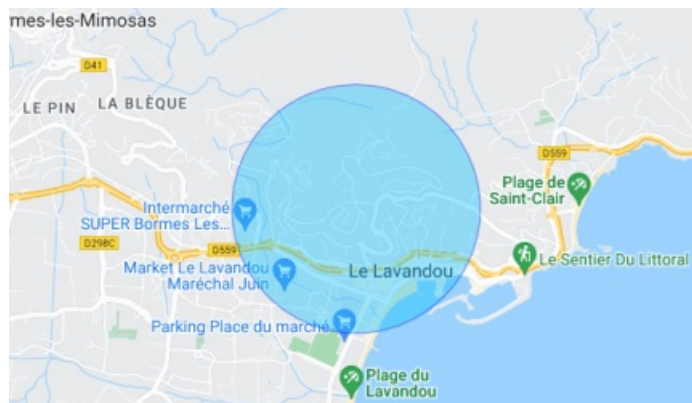 mes-les-Mimosas
D41
LE PIN
LA BLÈQUE
D559
Plage de
Saint-Clair
Intermarché
SUPER Bormes Les...
D298C
D559
Le Sentier Du Littoral
Market Le Lavandou
Maréchal Juin
Le Lavandou
Parking Place du marché
Plage du
Lavandou